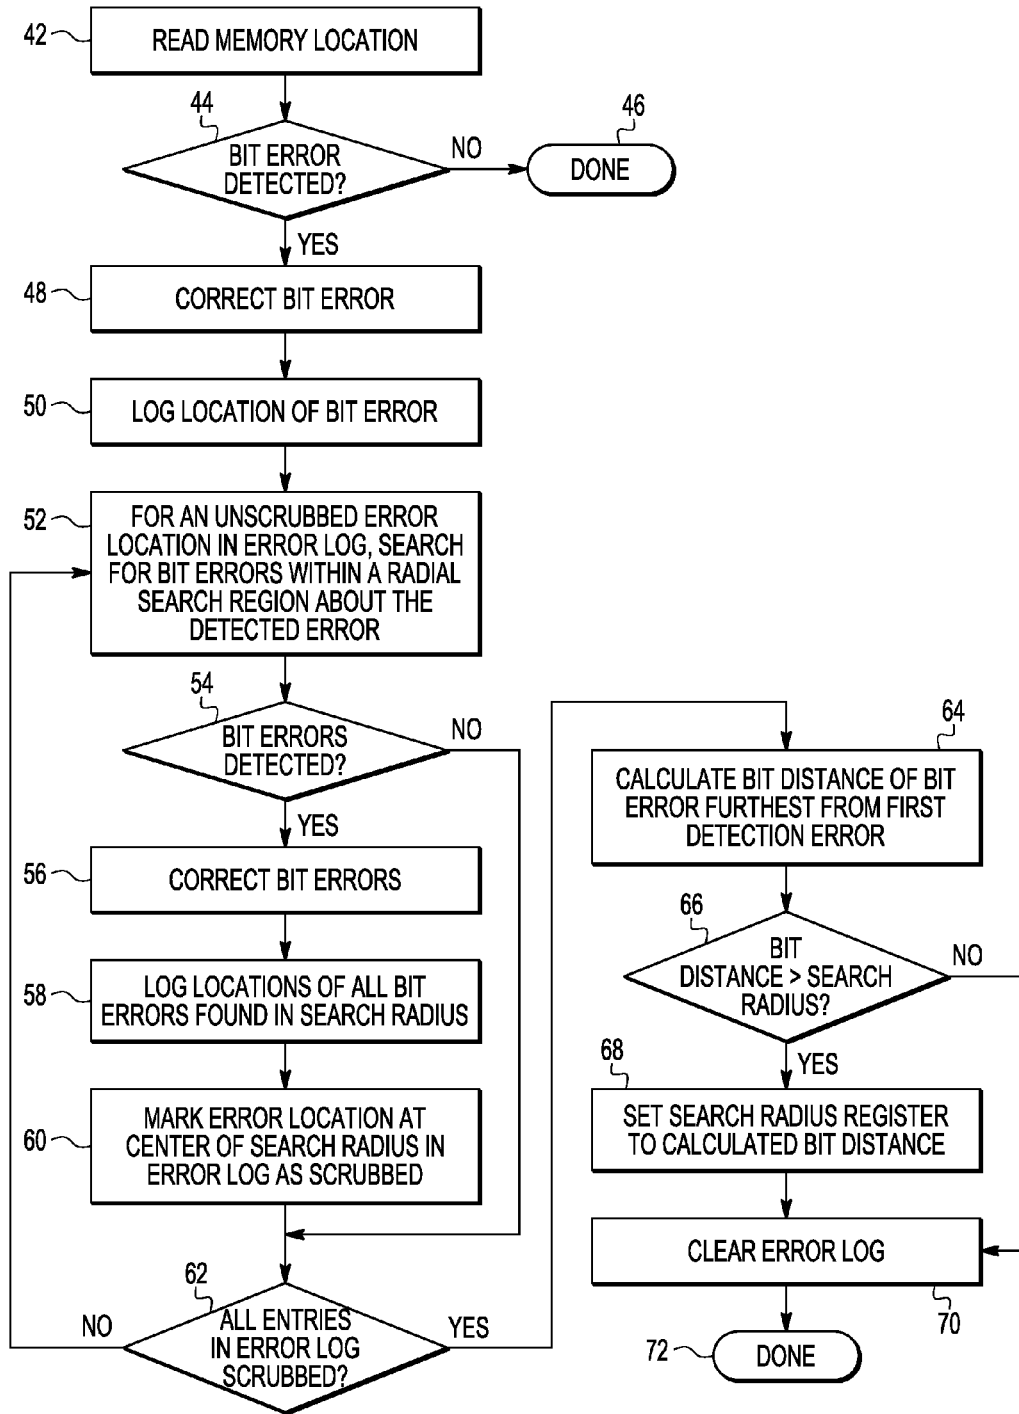 42
READ MEMORY LOCATION
44
BIT ERROR
DETECTED?
NO
46
DONE
YES
48
CORRECT BIT ERROR
50
LOG LOCATION OF BIT ERROR
52
FOR AN UNSCRUBBED ERROR
LOCATION IN ERROR LOG, SEARCH
FOR BIT ERRORS WITHIN A RADIAL
SEARCH REGION ABOUT THE
DETECTED ERROR
54
BIT ERRORS
DETECTED?
NO
YES
56
CORRECT BIT ERRORS
58
LOG LOCATIONS OF ALL BIT
ERRORS FOUND IN SEARCH RADIUS
60
MARK ERROR LOCATION AT
CENTER OF SEARCH RADIUS IN
ERROR LOG AS SCRUBBED
62
ALL ENTRIES
IN ERROR LOG
SCRUBBED?
NO
YES
64
CALCULATE BIT DISTANCE OF BIT
ERROR FURTHEST FROM FIRST
DETECTION ERROR
66
BIT
DISTANCE > SEARCH
RADIUS?
NO
YES
68
SET SEARCH RADIUS REGISTER
TO CALCULATED BIT DISTANCE
CLEAR ERROR LOG
70
72
DONE